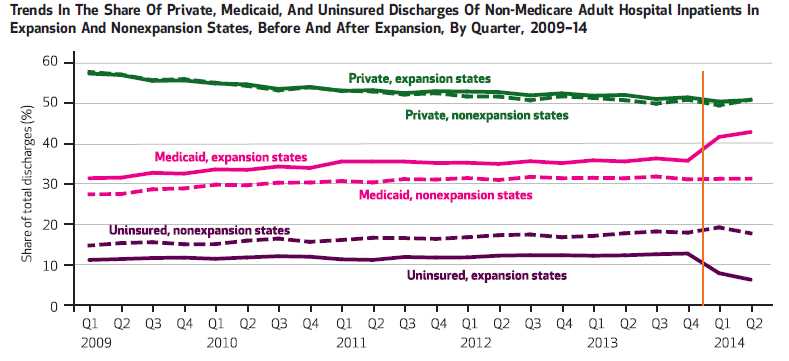 Trends In The Share Of Private, Medicaid, And Uninsured Discharges Of Non-Medicare Adult Hospital Inpatients In
Expansion And Nonexpansion States, Before And After Expansion, By Quarter, 2009–14
Share of total discharges (%)
60
50
40
30
20
10
0
Private, expansion states
Private, nonexpansion states
Medicaid, expansion states
Medicaid, nonexpansion states
Uninsured, nonexpansion states
Uninsured, expansion states
Q1 Q2 Q3 Q4 Q1 Q2 Q3 Q4 Q1 Q2 Q3 Q4 Q1 Q2 Q3 Q4 Q1 Q2 Q3 Q4 Q1 Q2
2009 2010 2011 2012 2013 2014